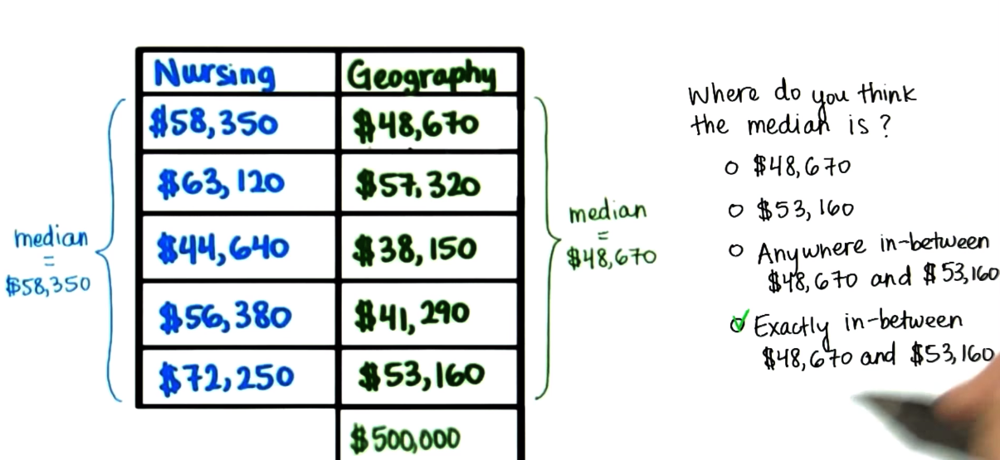 Nursing Geography
$58,350 $48,670
$63,120 $57,320
$44,640 $38,150
$56,380 $41,290
$72,250 $53,160
$500,000
median
=
$58,350
median
=
$48,670
Where do you think
the median is?
$48,670
$53,160
Anywhere in-between
$48,670 and $53,160
Exactly in-between
$48,670 and $53,160